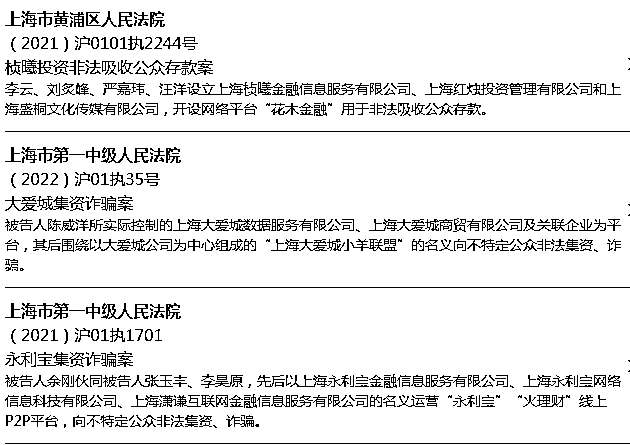 上海市黄浦区人民法院
（2021）沪0101执2244号
桢曦投资非法吸收公众存款案
李云、刘炙峰、严嘉玮、汪洋设立上海桢曦金融信息服务有限公司、上海红烛投资管理有限公司和上
海盛桐文化传媒有限公司，开设网络平台“花木金融”用于非法吸收公众存款。
上海市第一中级人民法院
（2022）沪01执35号
大爱城集资诈骗案
被告人陈威洋所实际控制的上海大爱城数据服务有限公司、上海大爱城商贸有限公司及关联企业为平
台，其后围绕以大爱城公司为中心组成的“上海大爱城小羊联盟”的名义向不特定公众非法集资、诈
骗。
上海市第一中级人民法院
（2021）沪01执1701
永利宝集资诈骗案
被告人余刚伙同被告人张玉丰、李昊原，先后以上海永利宝金融信息服务有限公司、上海永利宝网络
信息科技有限公司、上海潇谦互联网金融信息服务有限公司的名义运营“永利宝”“火理财”线上
P2P平台，向不特定公众非法集资、诈骗。